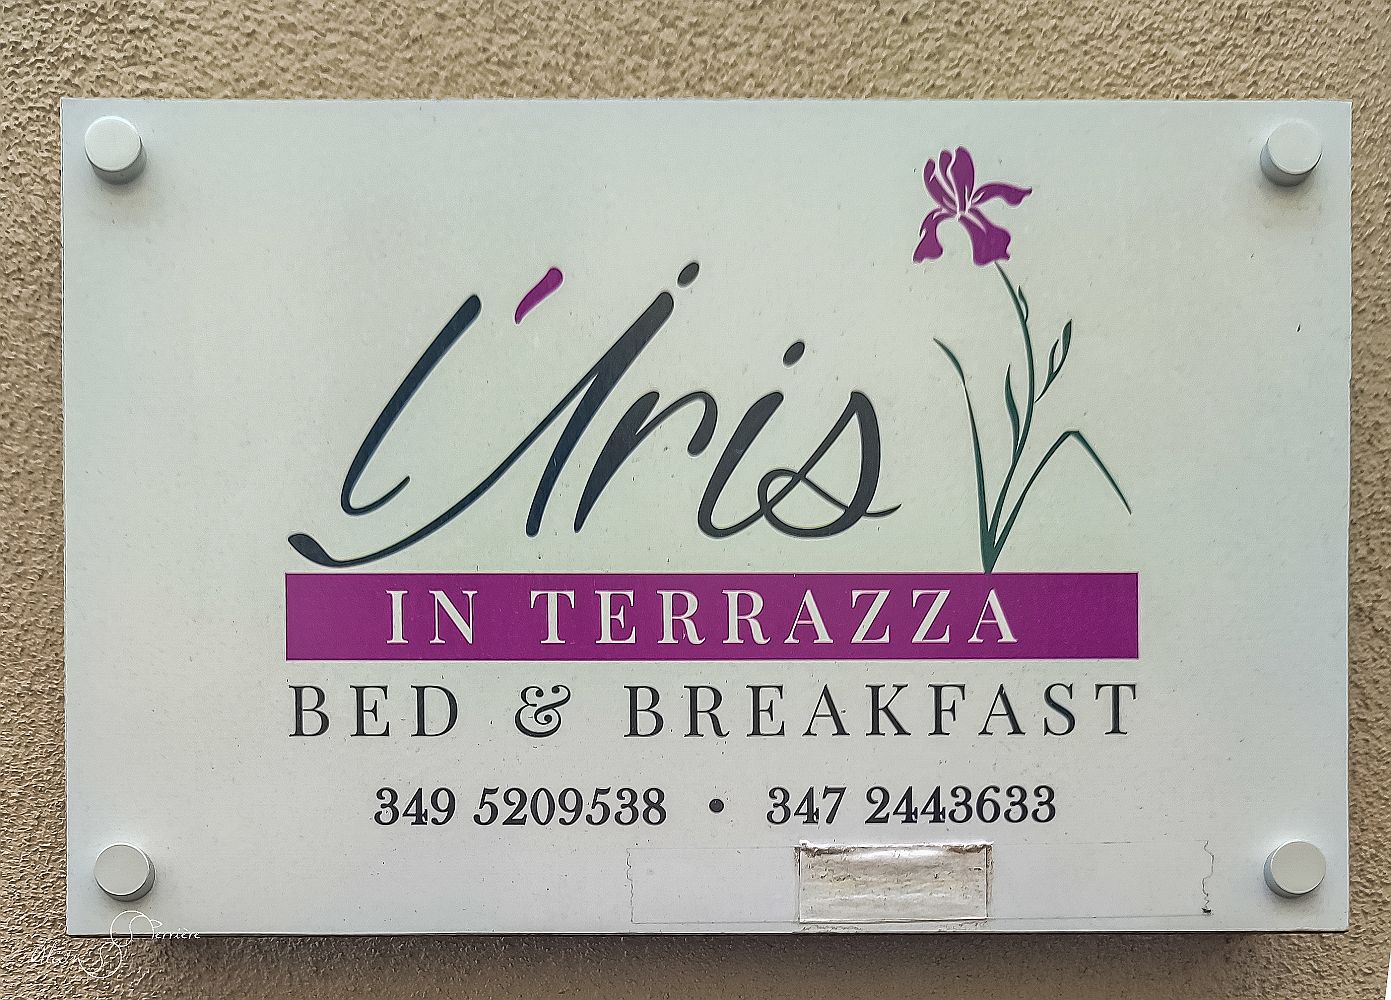 l'Iris
IN TERRAZZA
BED & BREAKFAST
349 5209538 • 347 2443633